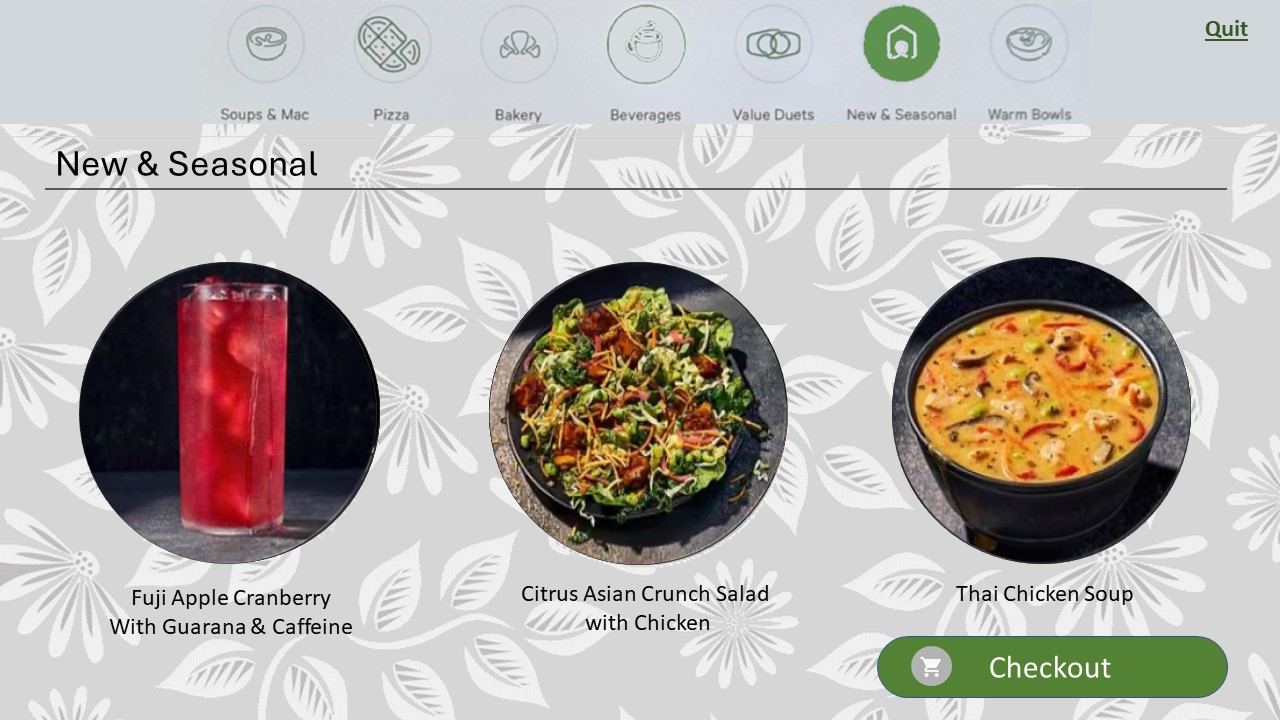 Quit
Soups & Mac
Pizza
Bakery
Beverages
Value Duets
New & Seasonal
Warm Bowls
New & Seasonal
Fuji Apple Cranberry
With Guarana & Caffeine
Citrus Asian Crunch Salad
with Chicken
Thai Chicken Soup
Checkout